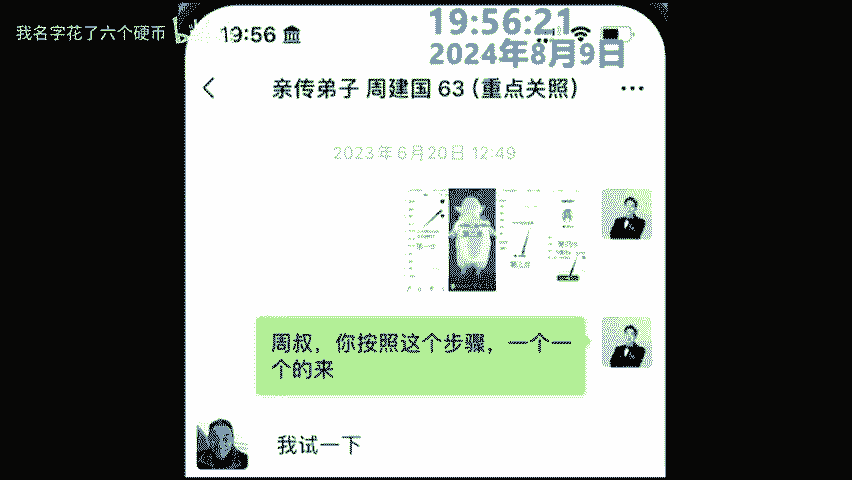 我名字花了六个硬币
19:56
19:56:21
2024年8月9日
亲传弟子 周建国 63（重点关照）
2023年6月20日 12:49
周叔，你按照这个步骤，一个一
个的来
我试一下